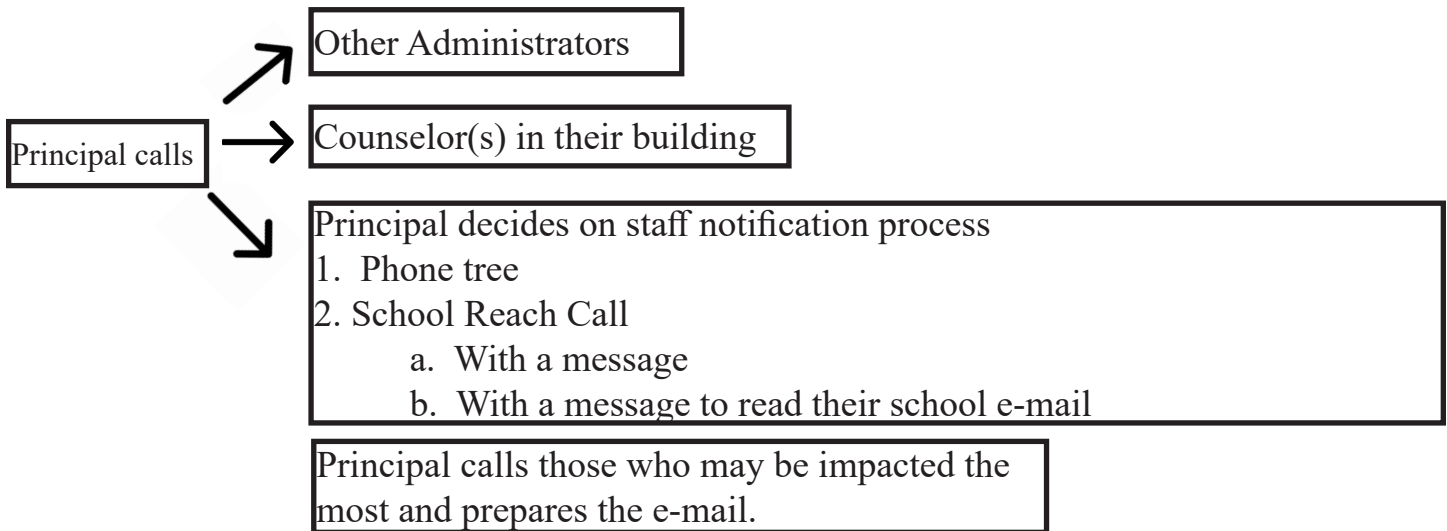 Other Administrators
Principal calls
Counselor(s) in their building
Principal decides on staff notification process
1. Phone tree
2. School Reach Call
a. With a message
b. With a message to read their school e-mail
Principal calls those who may be impacted the
most and prepares the e-mail.